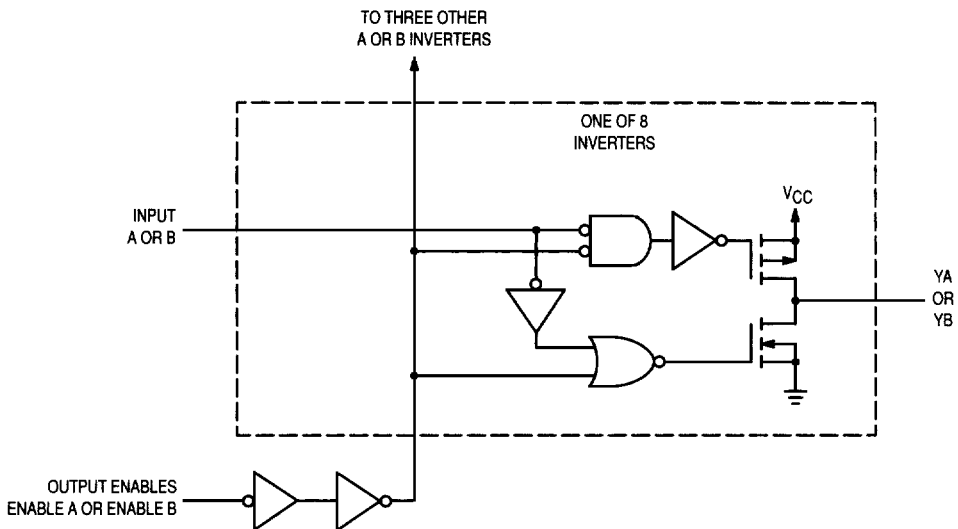 TO THREE OTHER
A OR B INVERTERS
ONE OF 8
INVERTERS
VCC
INPUT
A OR B
YA
OR
YB
OUTPUT ENABLES
ENABLE A OR ENABLE B